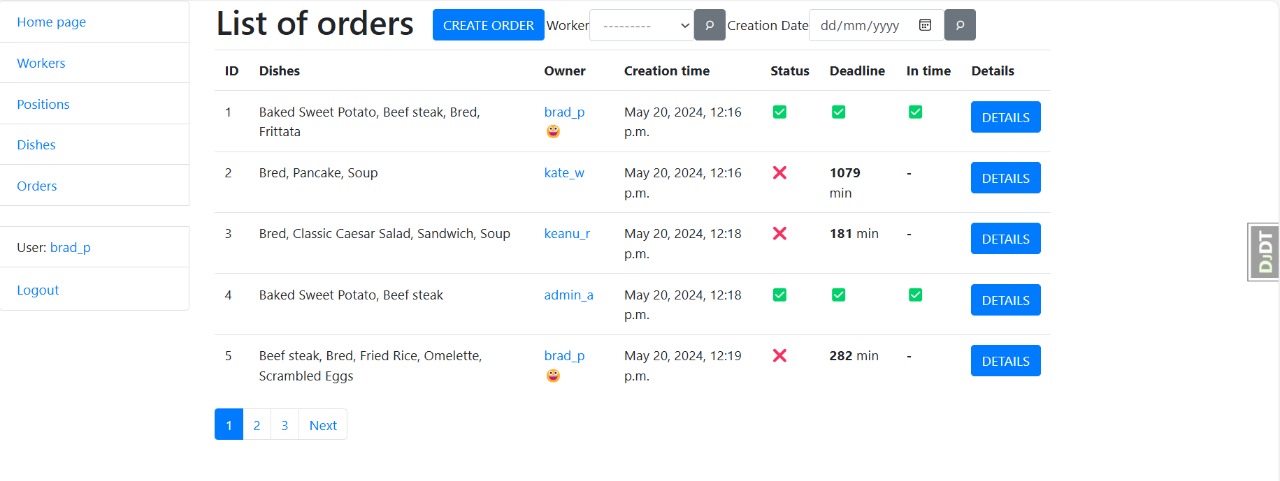 Home page
Workers
Positions
Dishes
Orders
User: brad_p
Logout
List of orders
CREATE ORDER
Worker
---------
Creation Date
dd/mm/yyyy
ID Dishes Owner Creation time Status Deadline In time Details
1 Baked Sweet Potato, Beef steak, Bred, brad_p May 20, 2024, 12:16 DETAILS
Frittata p.m.
2 Bred, Pancake, Soup kate_w May 20, 2024, 12:16 1079 - DETAILS
p.m. min
3 Bred, Classic Caesar Salad, Sandwich, Soup keanu_r May 20, 2024, 12:18 181 min - DETAILS
p.m.
4 Baked Sweet Potato, Beef steak admin_a May 20, 2024, 12:18 DETAILS
p.m.
5 Beef steak, Bred, Fried Rice, Omelette, brad_p May 20, 2024, 12:19 282 min - DETAILS
Scrambled Eggs p.m.
1 2 3 Next
DjDT